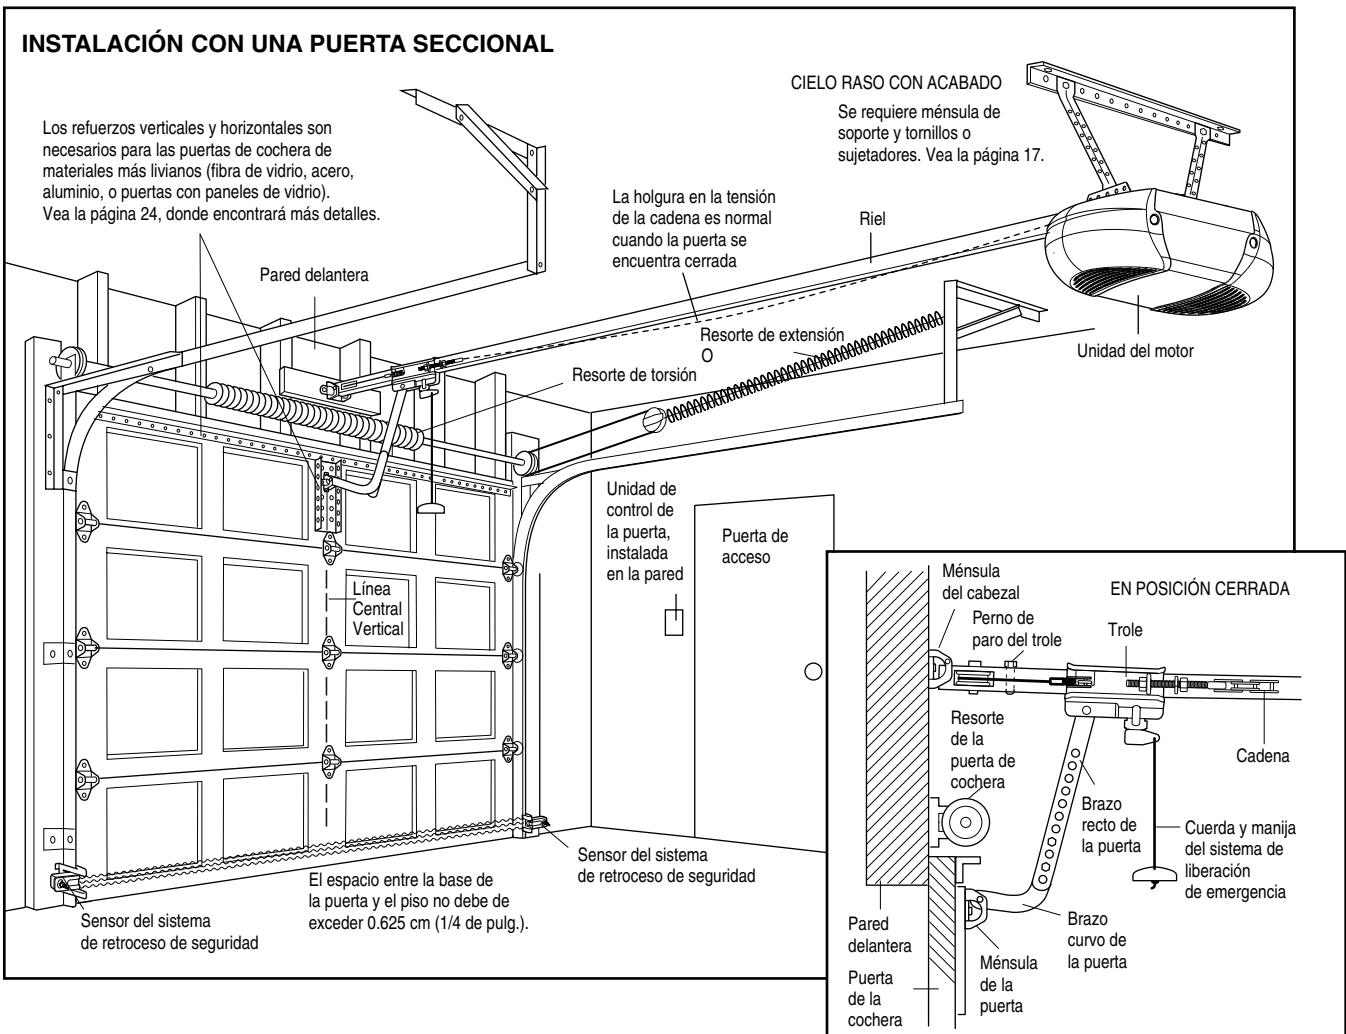 INSTALACIÓN CON UNA PUERTA SECCIONAL
CIELO RASO CON ACABADO
Se requiere ménsula de
soporte y tornillos o
sujetadores. Vea la página 17.
Los refuerzos verticales y horizontales son
necesarios para las puertas de cochera de
materiales más livianos (fibra de vidrio, acero,
aluminio, o puertas con paneles de vidrio).
Vea la página 24, donde encontrará más detalles.
La holgura en la tensión
de la cadena es normal
cuando la puerta se
encuentra cerrada
Riel
Pared delantera
Resorte de extensión
O
Resorte de torsión
Unidad del motor
Unidad de
control de
la puerta,
instalada
en la pared
Puerta de
acceso
Línea
Central
Vertical
Sensor del sistema
de retroceso de seguridad
El espacio entre la base de
la puerta y el piso no debe de
exceder 0.625 cm (1/4 de pulg.).
Sensor del sistema
de retroceso de seguridad
Ménsula
del cabezal
EN POSICIÓN CERRADA
Perno de
paro del trole
Trole
Resorte
de la
puerta de
cochera
Cadena
Brazo
recto de
la puerta
Cuerda y manija
del sistema de
liberación
de emergencia
Pared
delantera
Brazo
curvo de
la puerta
Ménsula
de la
puerta
Puerta
de la
cochera